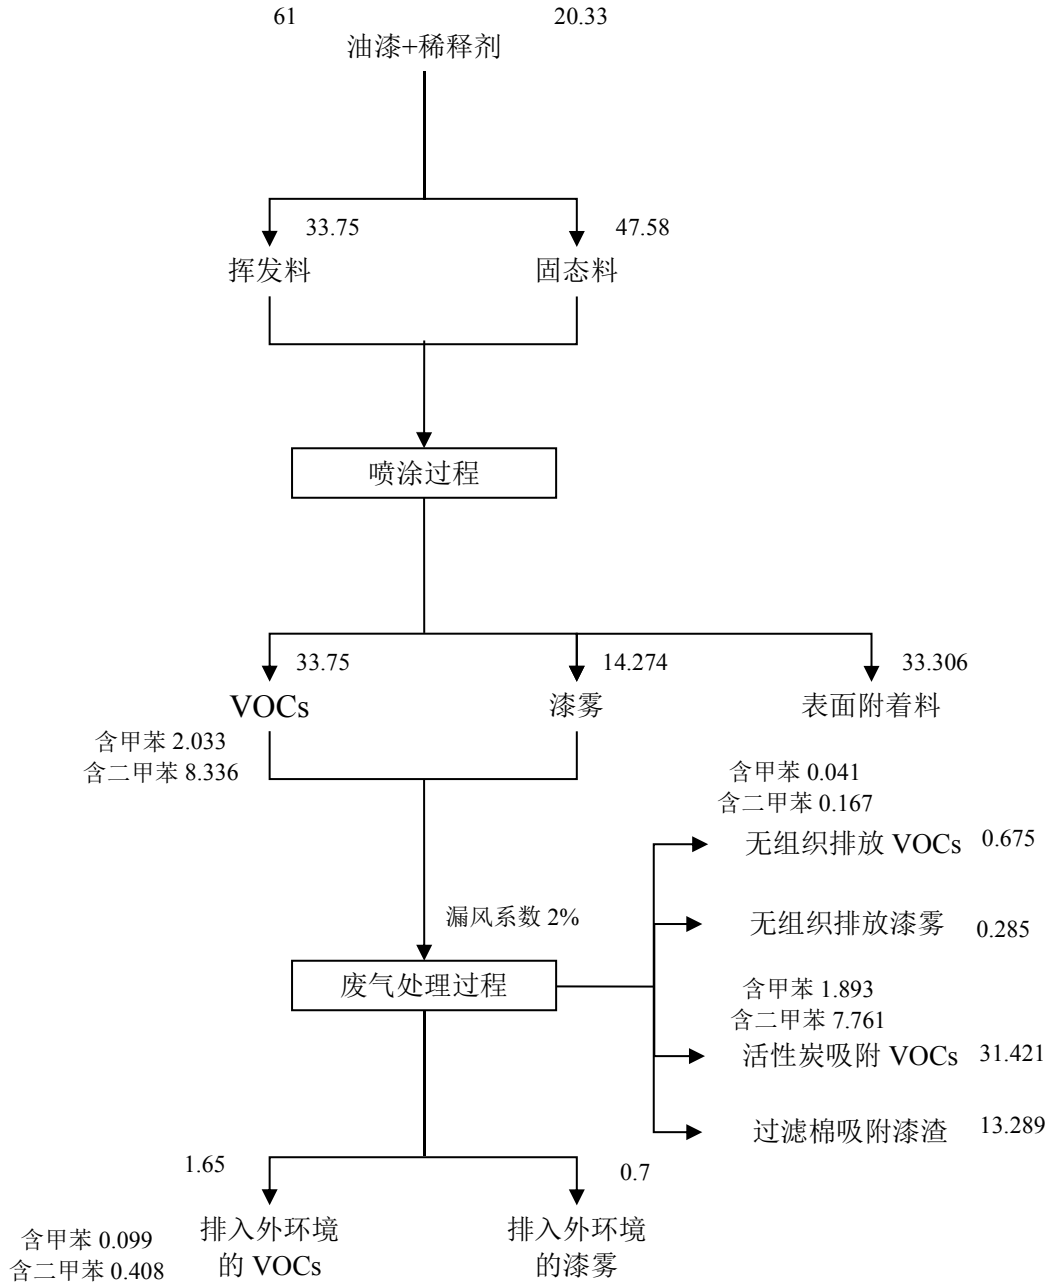 61
20.33
油漆+稀释剂
33.75
47.58
挥发料
固态料
喷涂过程
33.75
14.274
33.306
VOCs
漆雾
表面附着料
含甲苯 2.033
含二甲苯 8.336
含甲苯 0.041
含二甲苯 0.167
无组织排放 VOCs
0.675
漏风系数 2%
无组织排放漆雾
0.285
废气处理过程
含甲苯 1.893
含二甲苯 7.761
活性炭吸附 VOCs
31.421
过滤棉吸附漆渣
13.289
1.65
0.7
排入外环境
的 VOCs
排入外环境
的漆雾
含甲苯 0.099
含二甲苯 0.408